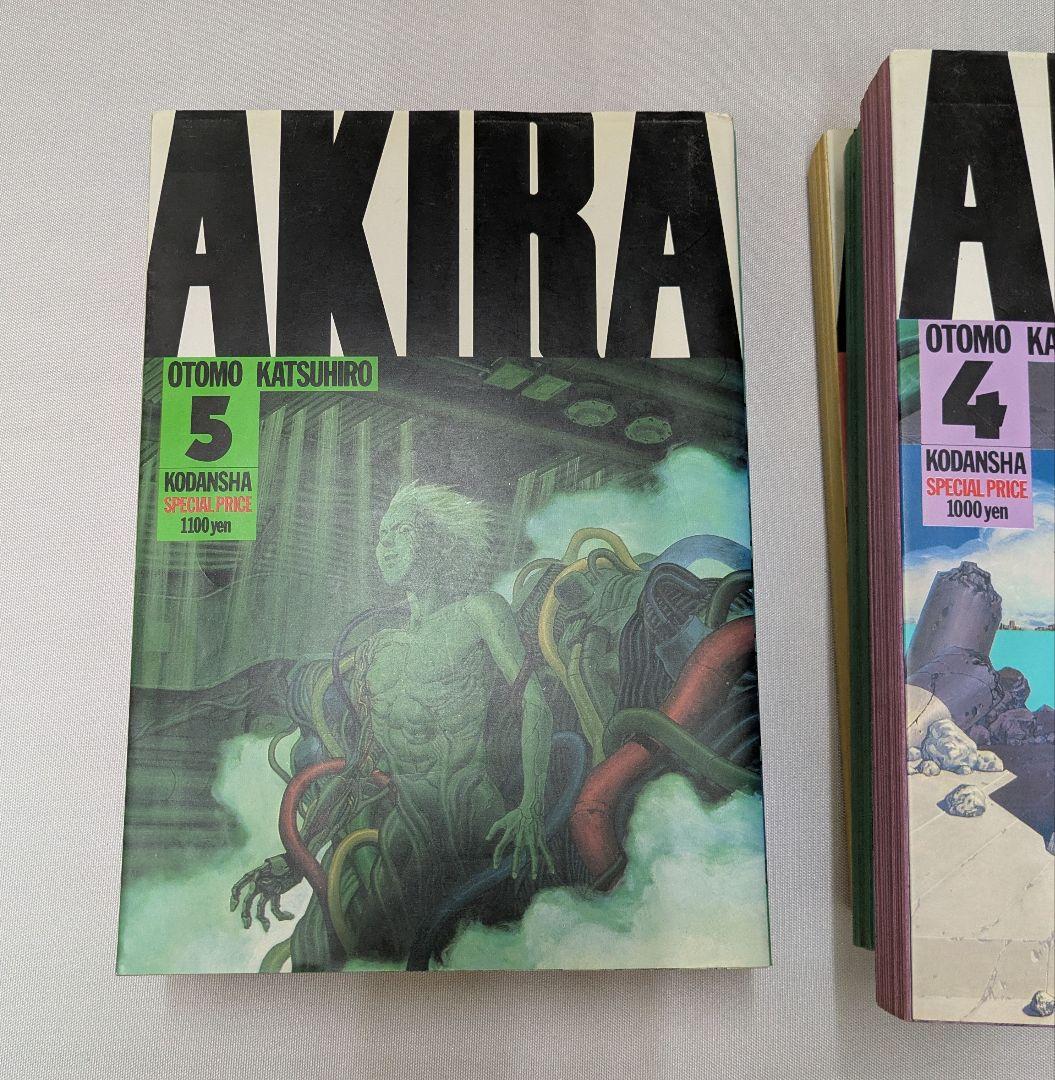 AKIRA
OTOMO KATSUHIRO
5
KODANSHA
SPECIAL PRICE
1100 yen
A
OTOMO KA
4
KODANSHA
SPECIAL PRICE
1000 yen